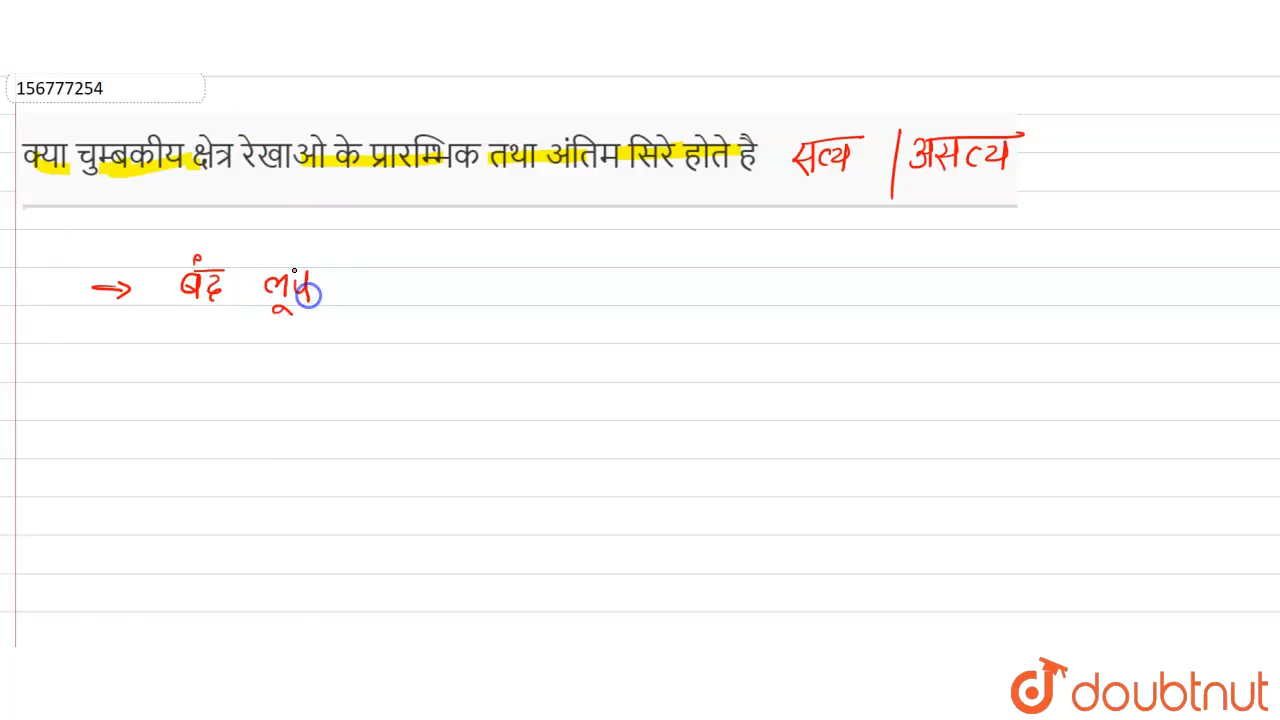 156777254
क्या चुम्बकीय क्षेत्र रेखाओ के प्रारम्भिक तथा अंतिम सिरे होते है सत्य / असत्य
→ बंद लूप
doubtnut